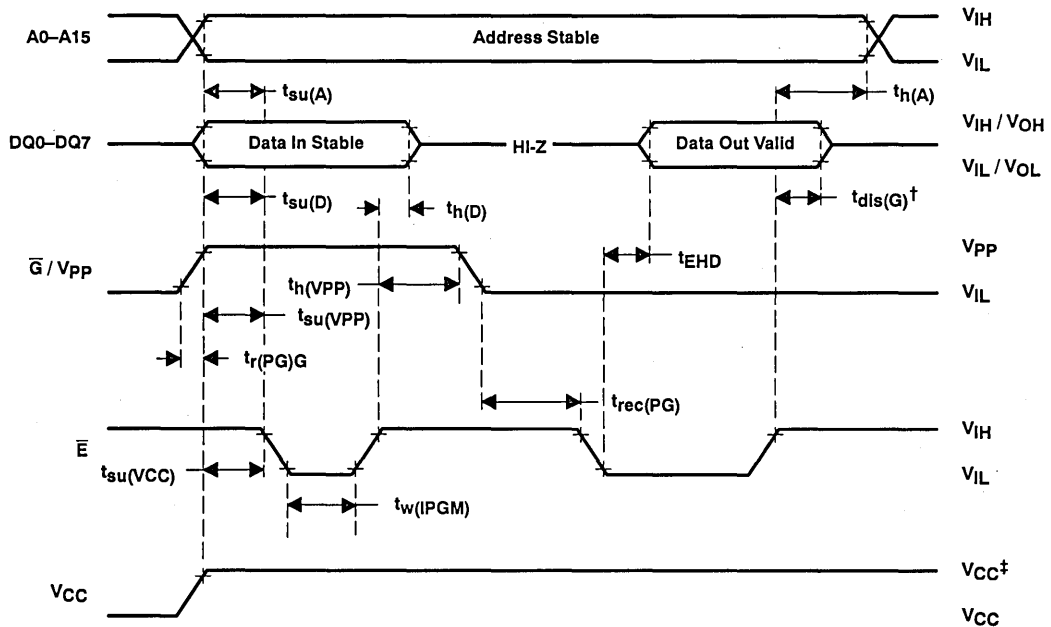 A0–A15
Address Stable
VIH
VIL
tsu(A)
th(A)
DQ0–DQ7
Data In Stable
HI-Z
Data Out Valid
VIH / VOH
VIL / VOL
tsu(D)
th(D)
tdis(G)†
G̅ / VPP
tEHD
VPP
th(VPP)
VIL
tsu(VPP)
tr(PG)G
trec(PG)
E̅
VIH
tsu(VCC)
VIL
tw(IPGM)
VCC
VCC‡
VCC